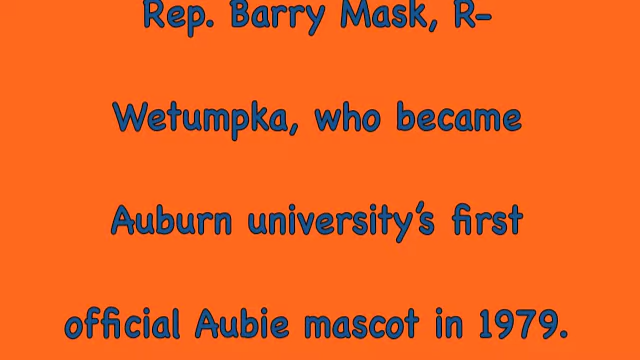 Rep. Barry Mask, R-
Wetumpka, who became
Auburn university's first
official Aubie mascot in 1979.